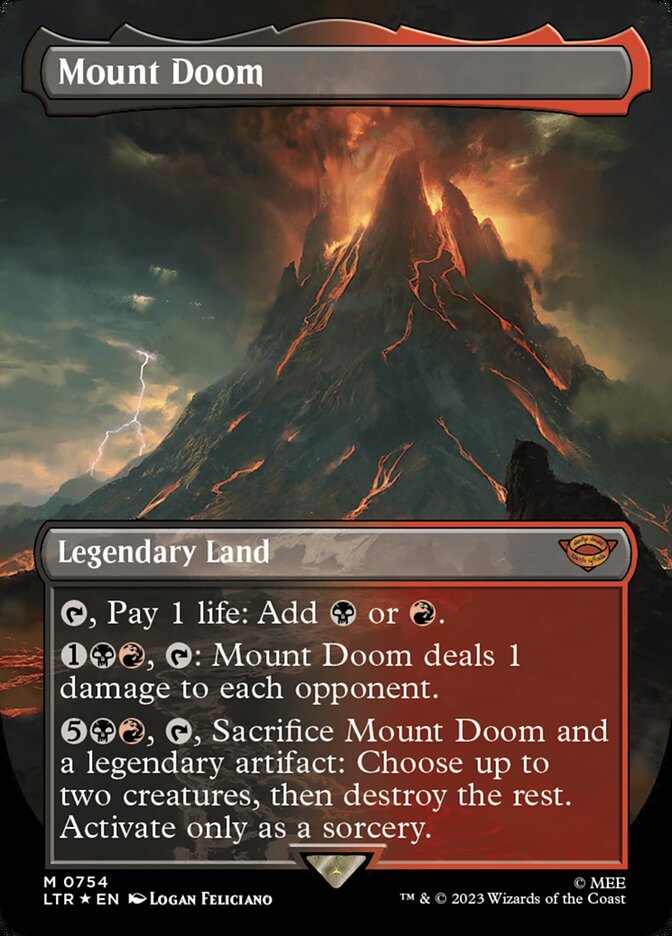 Mount Doom
Legendary Land
, Pay 1 life: Add or .
1 , : Mount Doom deals 1
damage to each opponent.
5 , , Sacrifice Mount Doom and
a legendary artifact: Choose up to
two creatures, then destroy the rest.
Activate only as a sorcery.
M 0754
LTR ★ EN Logan Feliciano
© MEE
™ & © 2023 Wizards of the Coast